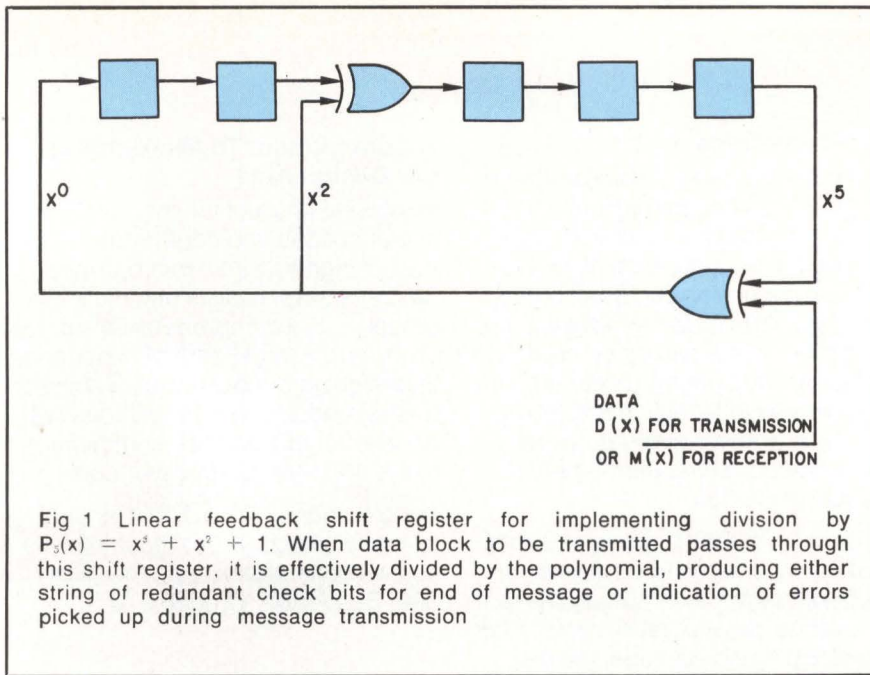 x⁰
x²
x⁵
DATA
D (X) FOR TRANSMISSION
OR M(X) FOR RECEPTION
Fig 1 Linear feedback shift register for implementing division by
P₅(x) = x⁵ + x² + 1. When data block to be transmitted passes through
this shift register, it is effectively divided by the polynomial, producing either
string of redundant check bits for end of message or indication of errors
picked up during message transmission